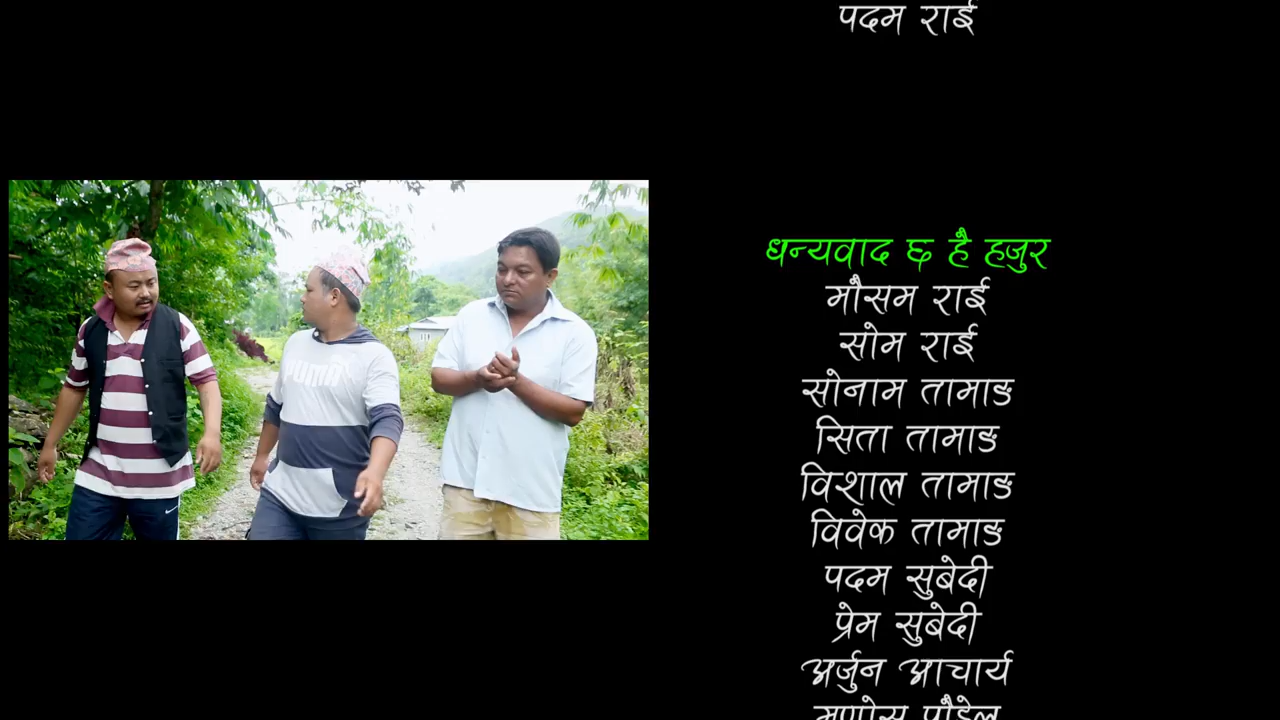 पदम राई
धन्यवाद छ है हजुर
मौसम राई
सोम राई
सोनाम तामाङ
सिता तामाङ
विशाल तामाङ
विवेक तामाङ
पदम सुबेदी
प्रेम सुबेदी
अर्जुन आचार्य
पौडेल